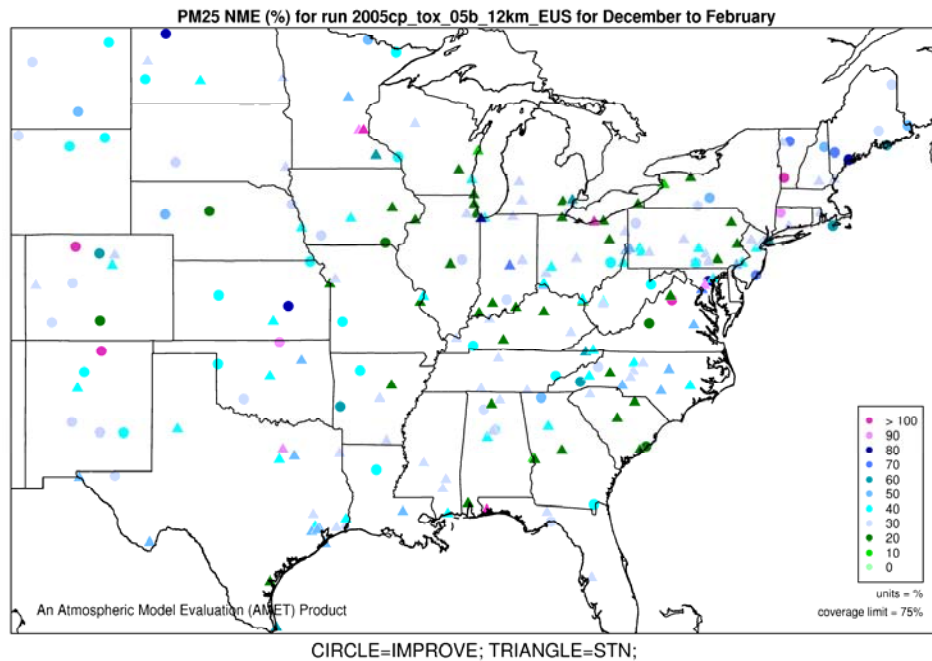 PM25 NME (%) for run 2005cp_tox_05b_12km_EUS for December to February
> 100
90
80
70
60
50
40
30
20
10
0
units = %
coverage limit = 75%
An Atmospheric Model Evaluation (AMET) Product
CIRCLE=IMPROVE; TRIANGLE=STN;